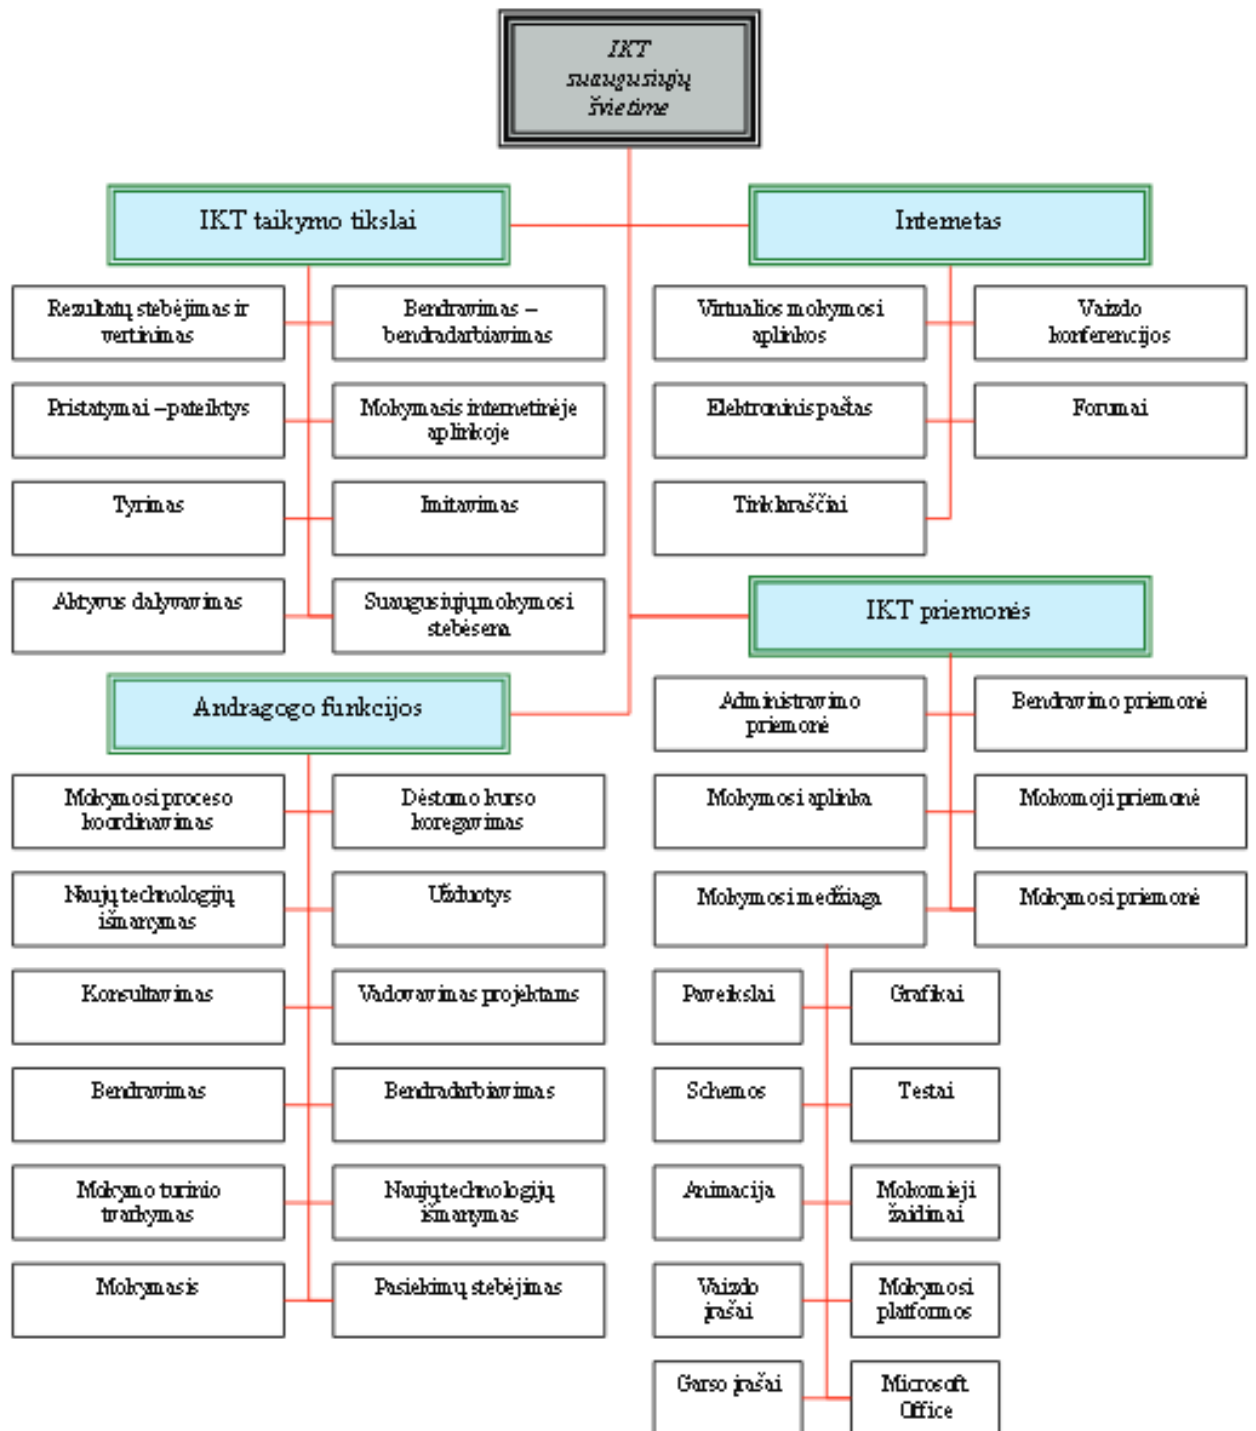 IKT
suaugusiųjų
švietime
IKT taikymo tikslai
Rezultatų stebėjimas ir
vertinimas
Bendravimas –
bendradarbiavimas
Pristatymai – pateiktys
Mokymasis internetinėje
aplinkoje
Tyrimas
Imitavimas
Aktyvus dalyvavimas
Suaugusiųjų mokymosi
stebėsena
Internetas
Virtualios mokymosi
aplinkos
Vaizdo
konferencijos
Elektroninis paštas
Forumai
Tinklaraščiai
IKT priemonės
Administravimo
priemonė
Bendravimo priemonė
Mokymosi aplinka
Mokomoji priemonė
Mokymosi medžiaga
Mokymosi priemonė
Paveikslai
Grafikai
Schemos
Testai
Animacija
Mokomieji
žaidimai
Vaizdo
įrašai
Mokymosi
platformos
Garso įrašai
Microsoft
Office
Andragogo funkcijos
Mokymosi proceso
koordinavimas
Dėstomo kurso
koregavimas
Naujų technologijų
išmanymas
Užduotys
Konsultavimas
Vadovavimas projektams
Bendravimas
Bendradarbiavimas
Mokymo turinio
tvarkymas
Naujų technologijų
išmanymas
Mokymasis
Pasiekimų stebėjimas